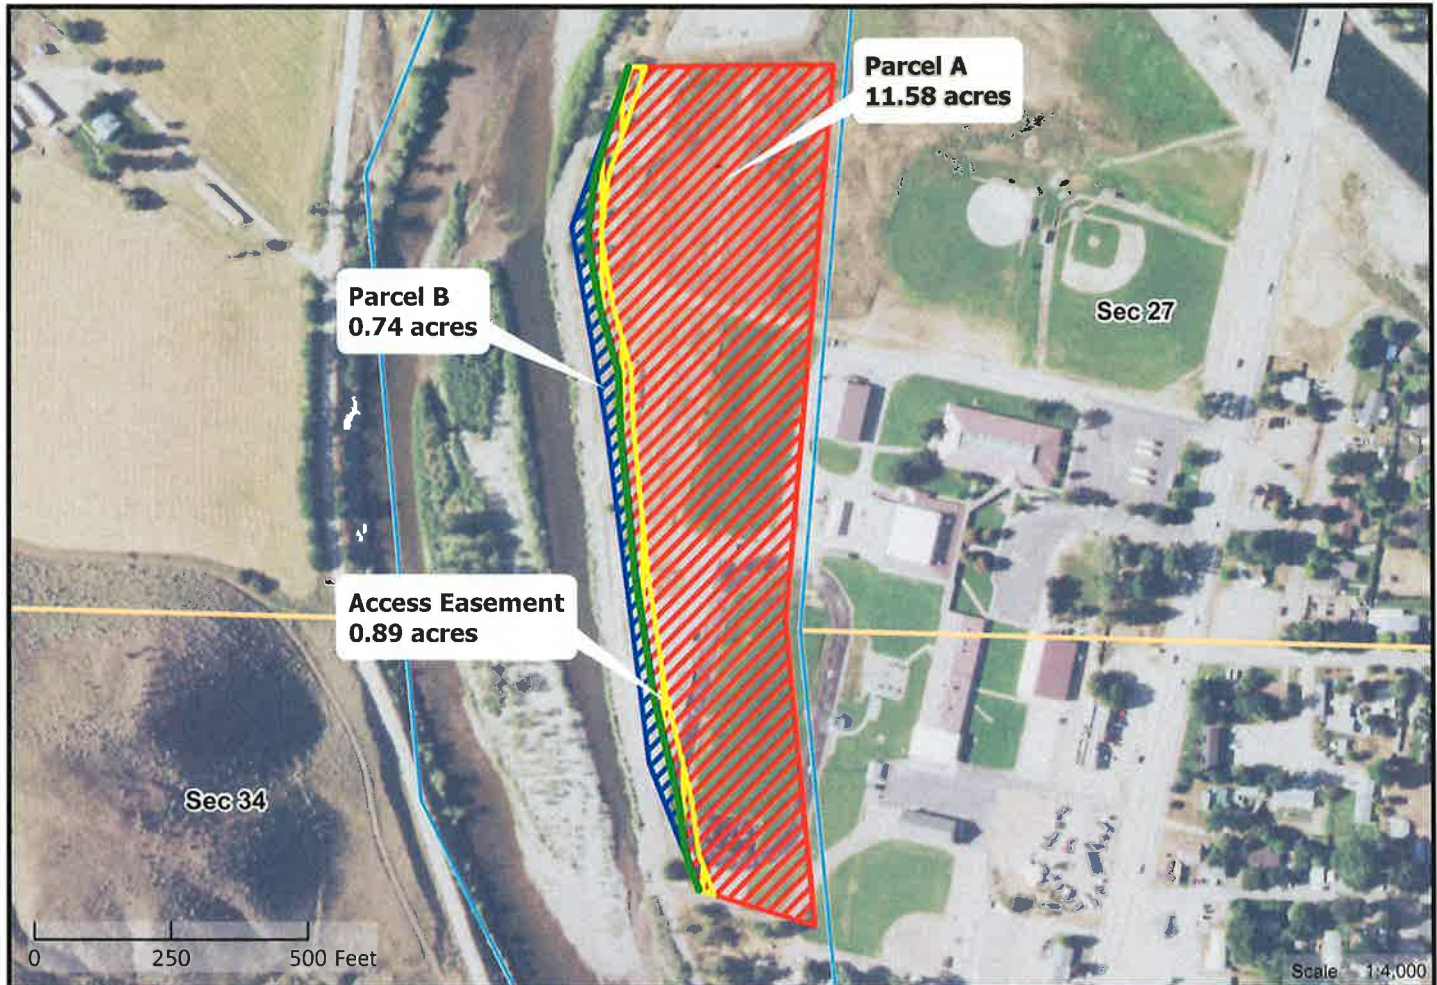 Parcel A
11.58 acres
Parcel B
0.74 acres
Sec 27
Access Easement
0.89 acres
Sec 34
0 250 500 Feet
Scale 1:4,000